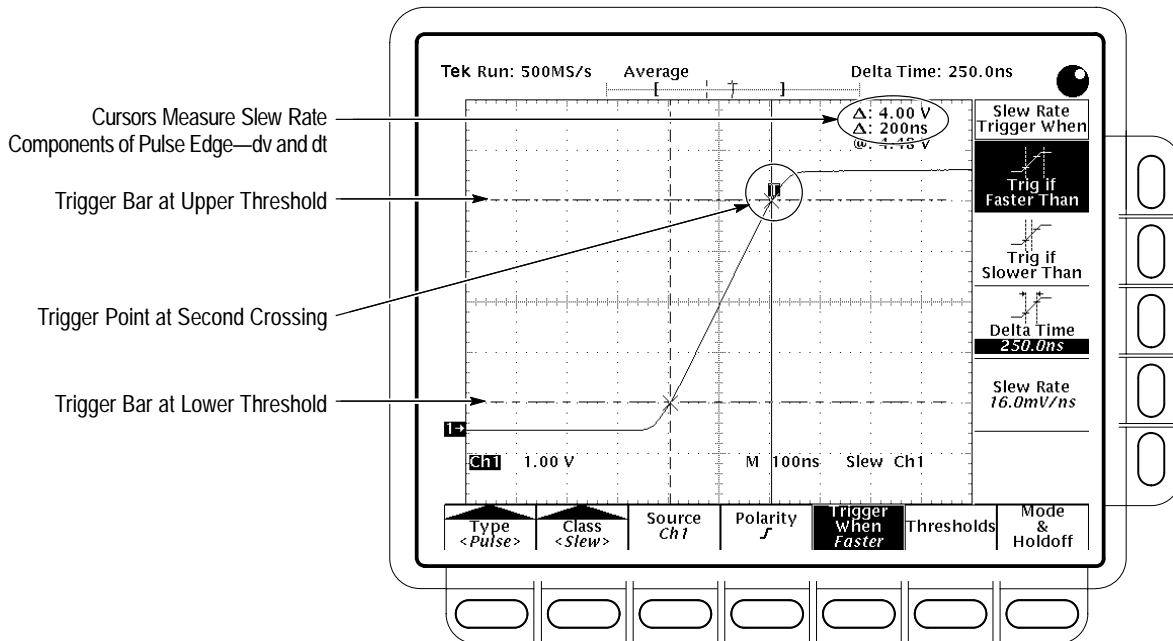 Tek Run: 500MS/s Average Delta Time: 250.0ns
Cursors Measure Slew Rate
Components of Pulse Edge—dv and dt
Trigger Bar at Upper Threshold
Trigger Point at Second Crossing
Trigger Bar at Lower Threshold
[ T ]
Δ: 4.00 V
Δ: 200ns
@: 4.48 V
T
1→
Ch1 1.00 V M 100ns Slew Ch1
Slew Rate
Trigger When
Trig if
Faster Than
Trig if
Slower Than
Delta Time
250.0ns
Slew Rate
16.0mV/ns
Type
<Pulse>
Class
<Slew>
Source
Ch1
Polarity
Trigger
When
Faster
Thresholds
Mode
&
Holdoff